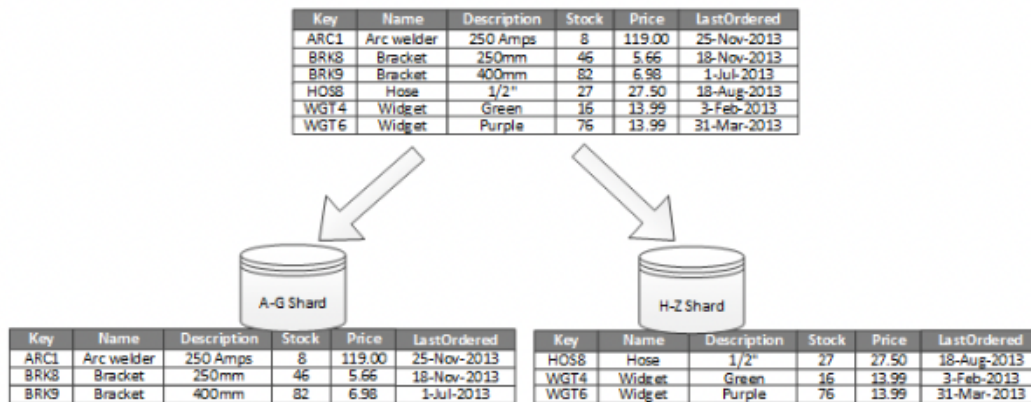 Key Name Description Stock Price LastOrdered
ARC1 Arc welder 250 Amps 8 119.00 25-Nov-2013
BRK8 Bracket 250mm 46 5.66 18-Nov-2013
BRK9 Bracket 400mm 82 6.98 1-Jul-2013
HOS8 Hose 1/2" 27 27.50 18-Aug-2013
WGT4 Widget Green 16 13.99 3-Feb-2013
WGT6 Widget Purple 76 13.99 31-Mar-2013
A-G Shard
Key Name Description Stock Price LastOrdered
ARC1 Arc welder 250 Amps 8 119.00 25-Nov-2013
BRK8 Bracket 250mm 46 5.66 18-Nov-2013
BRK9 Bracket 400mm 82 6.98 1-Jul-2013
H-Z Shard
Key Name Description Stock Price LastOrdered
HOS8 Hose 1/2" 27 27.50 18-Aug-2013
WGT4 Widget Green 16 13.99 3-Feb-2013
WGT6 Widget Purple 76 13.99 31-Mar-2013